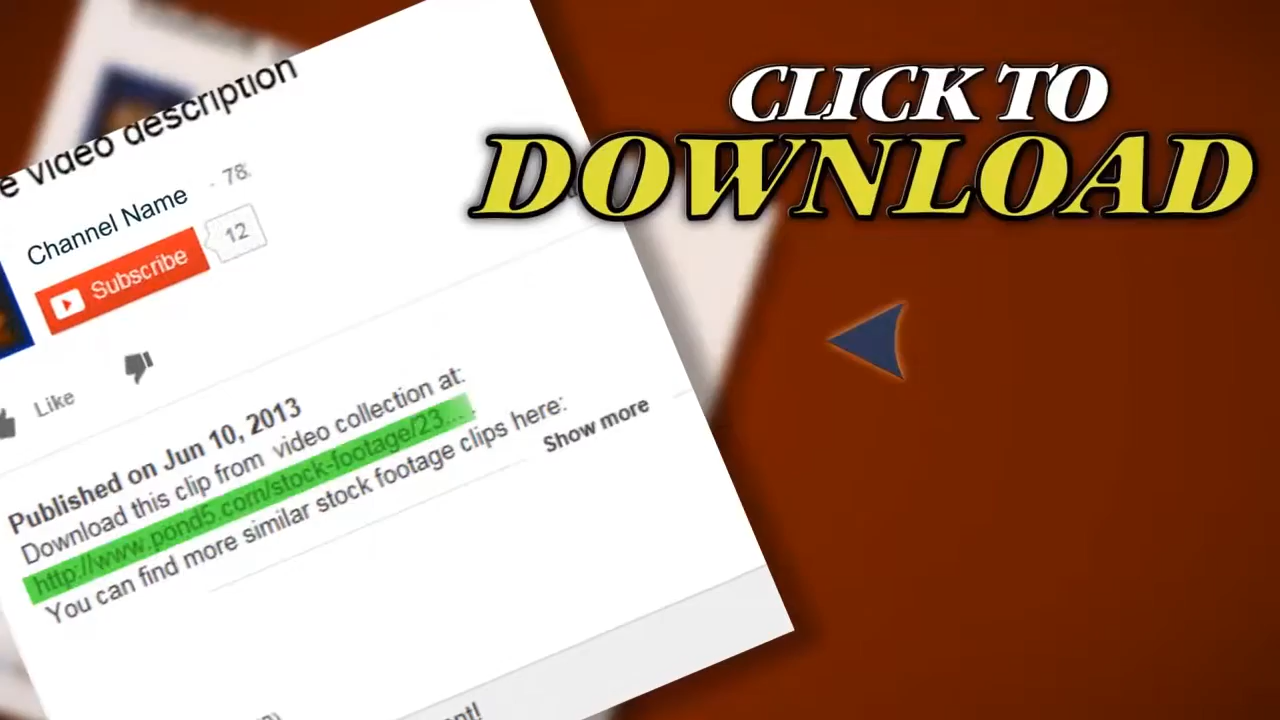 CLICK TO
DOWNLOAD
video description
Channel Name
Subscribe
12
Like
Published on Jun 10, 2013
Download this clip from video collection at:
http://www.pond5.com/stock-footage/23...
You can find more similar stock footage clips here:
Show more